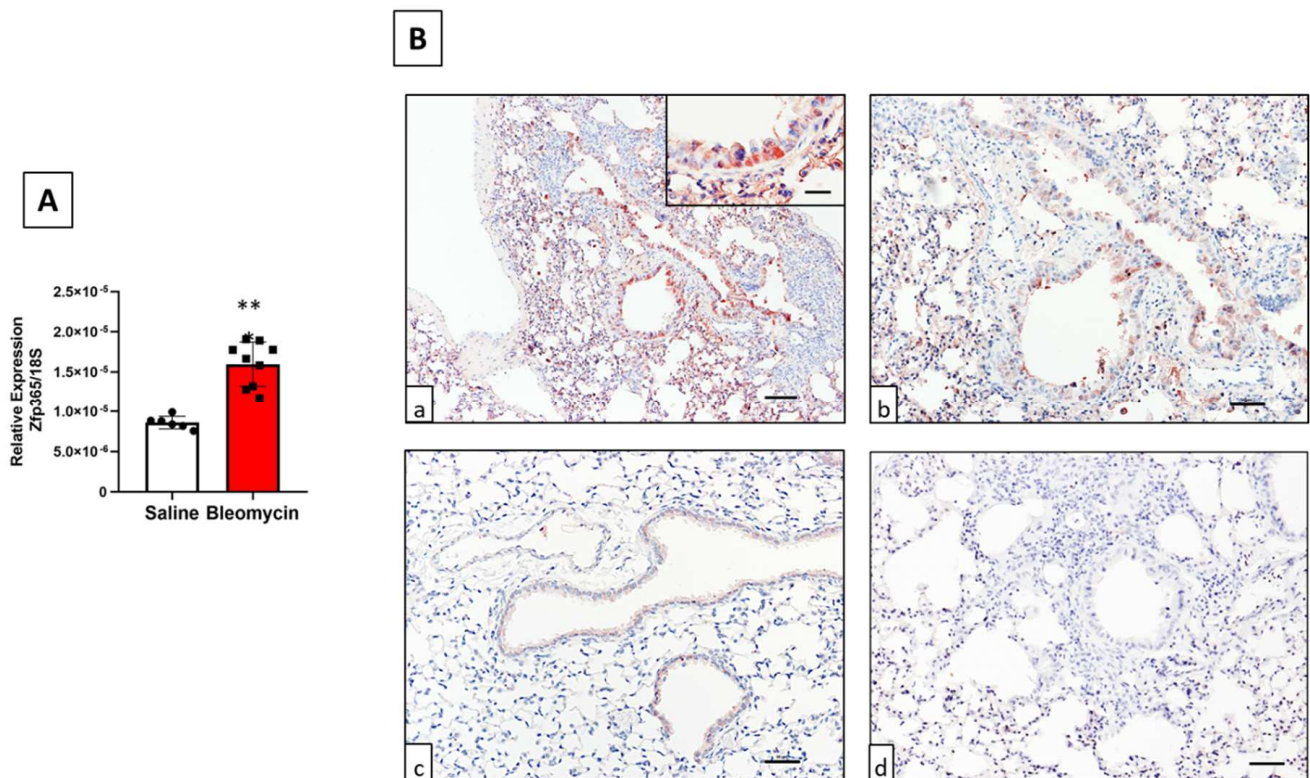 B
A
Relative Expression
Zfp365/18S
2.5×10⁻⁵
2.0×10⁻⁵
1.5×10⁻⁵
1.0×10⁻⁵
5.0×10⁻⁶
0
**
*
Saline Bleomycin
a
b
c
d